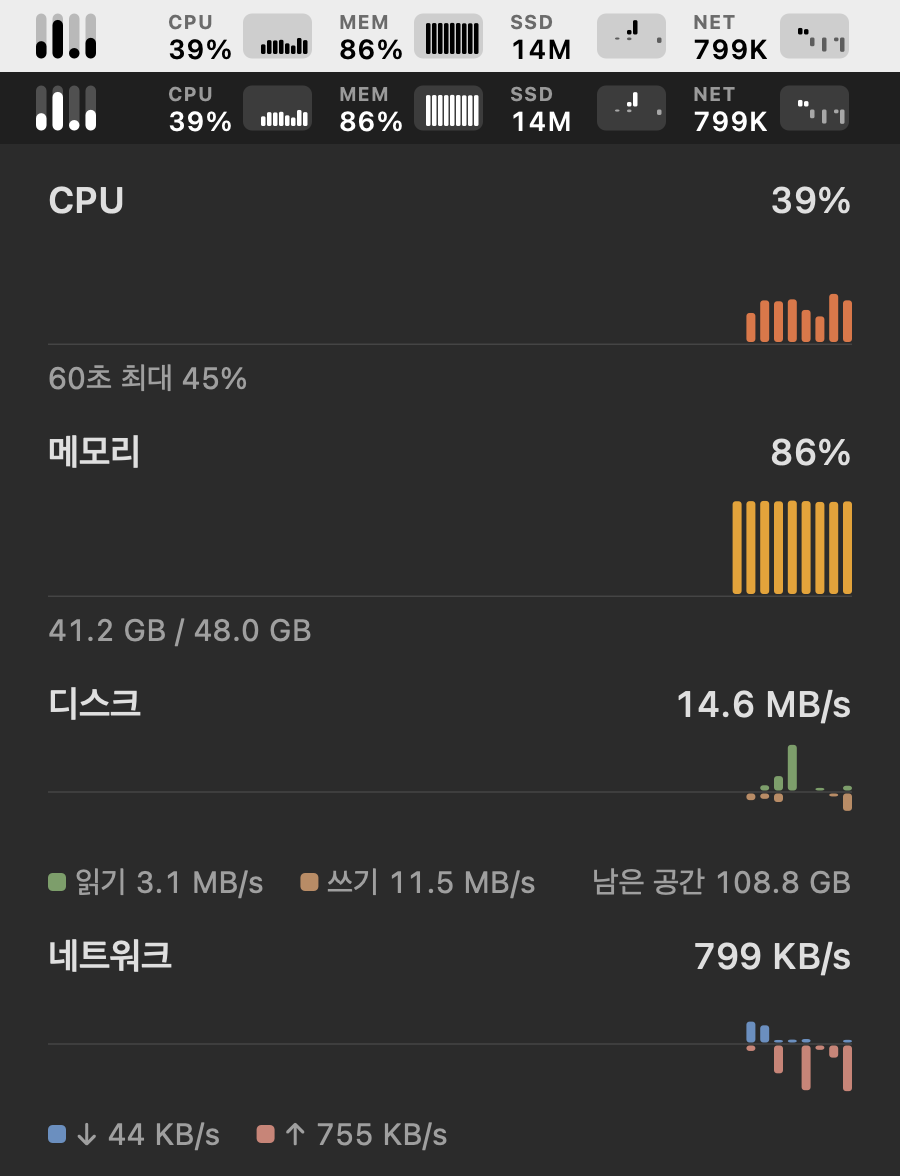 CPU MEM SSD NET
39% 86% 14M 799K
CPU MEM SSD NET
39% 86% 14M 799K
CPU 39%
60초 최대 45%
메모리 86%
41.2 GB / 48.0 GB
디스크 14.6 MB/s
읽기 3.1 MB/s 쓰기 11.5 MB/s 남은 공간 108.8 GB
네트워크 799 KB/s
↓ 44 KB/s ↑ 755 KB/s